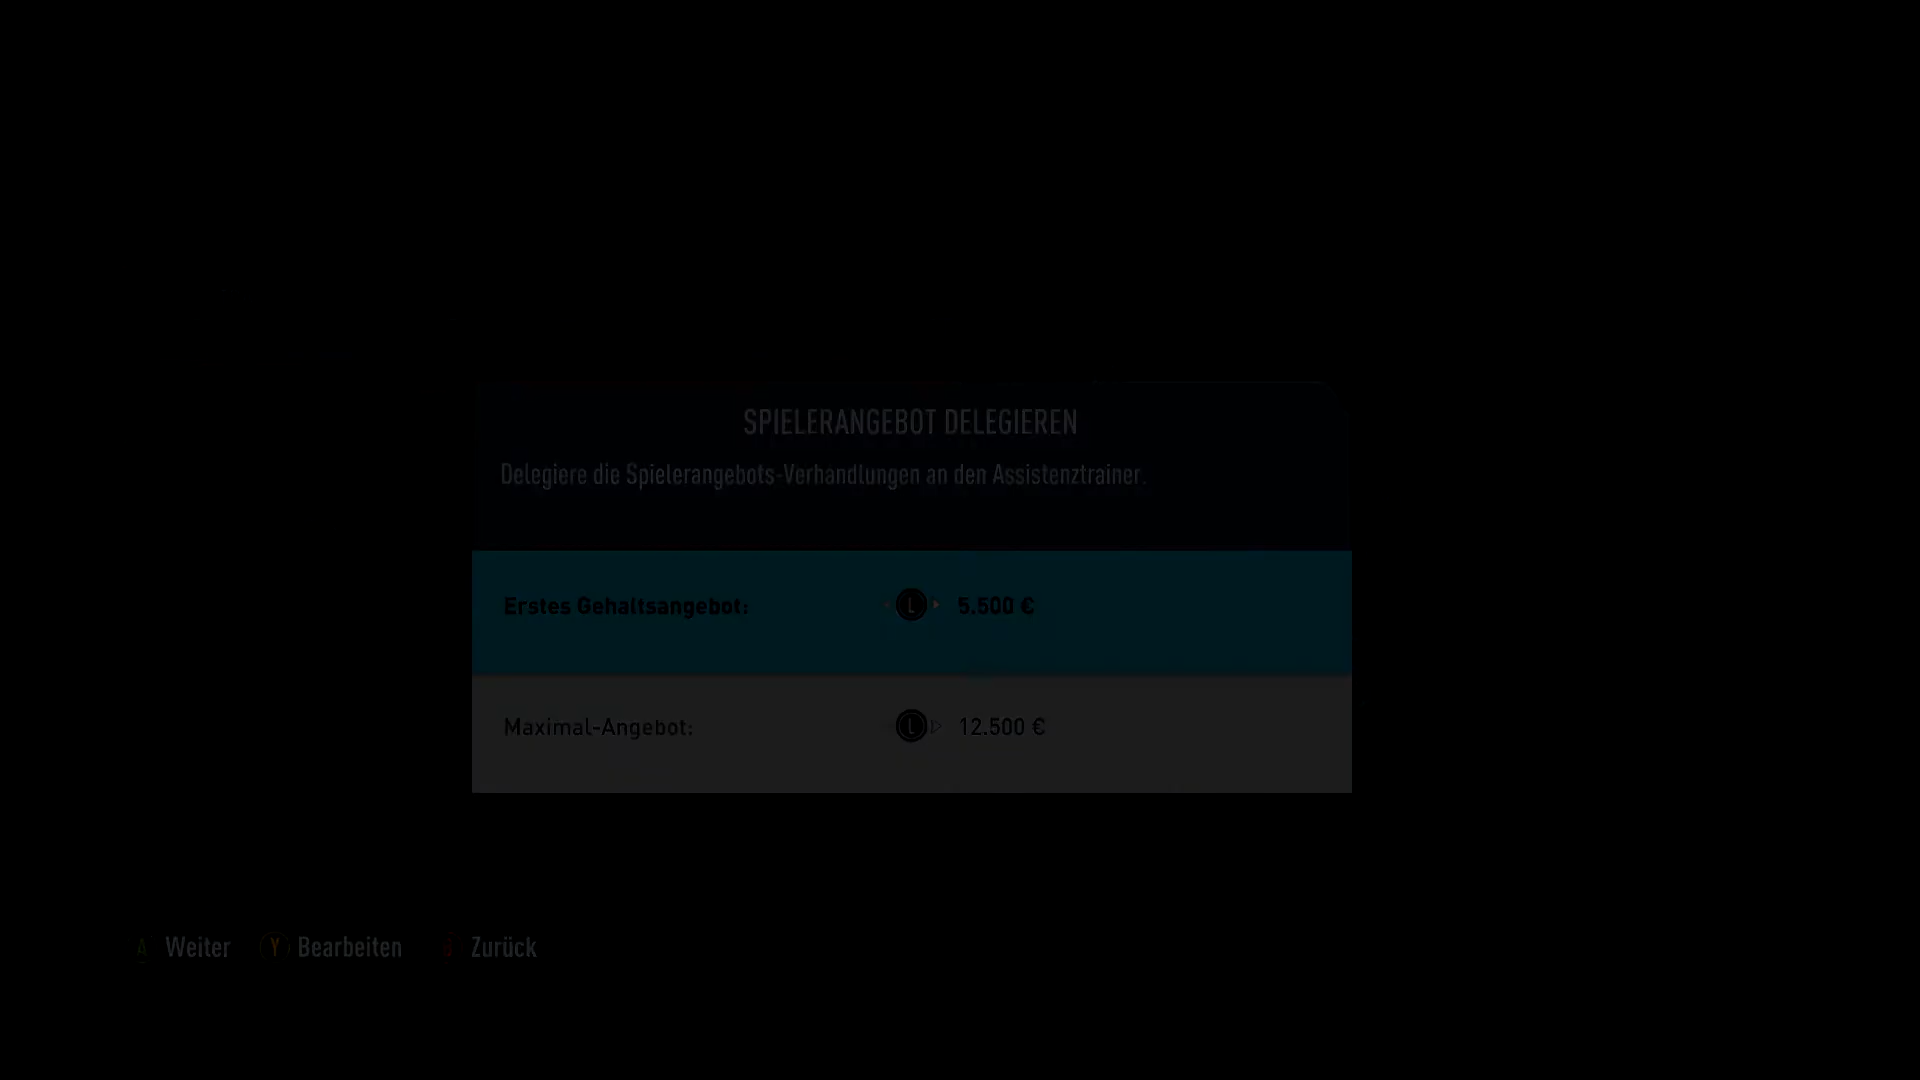 SPIELERANGEBOT DELEGIEREN
Delegiere die Spielerangebots-Verhandlungen an den Assistenztrainer.
Erstes Gehaltsangebot: L 5.500 €
Maximal-Angebot: L 12.500 €
A Weiter Y Bearbeiten Zurück